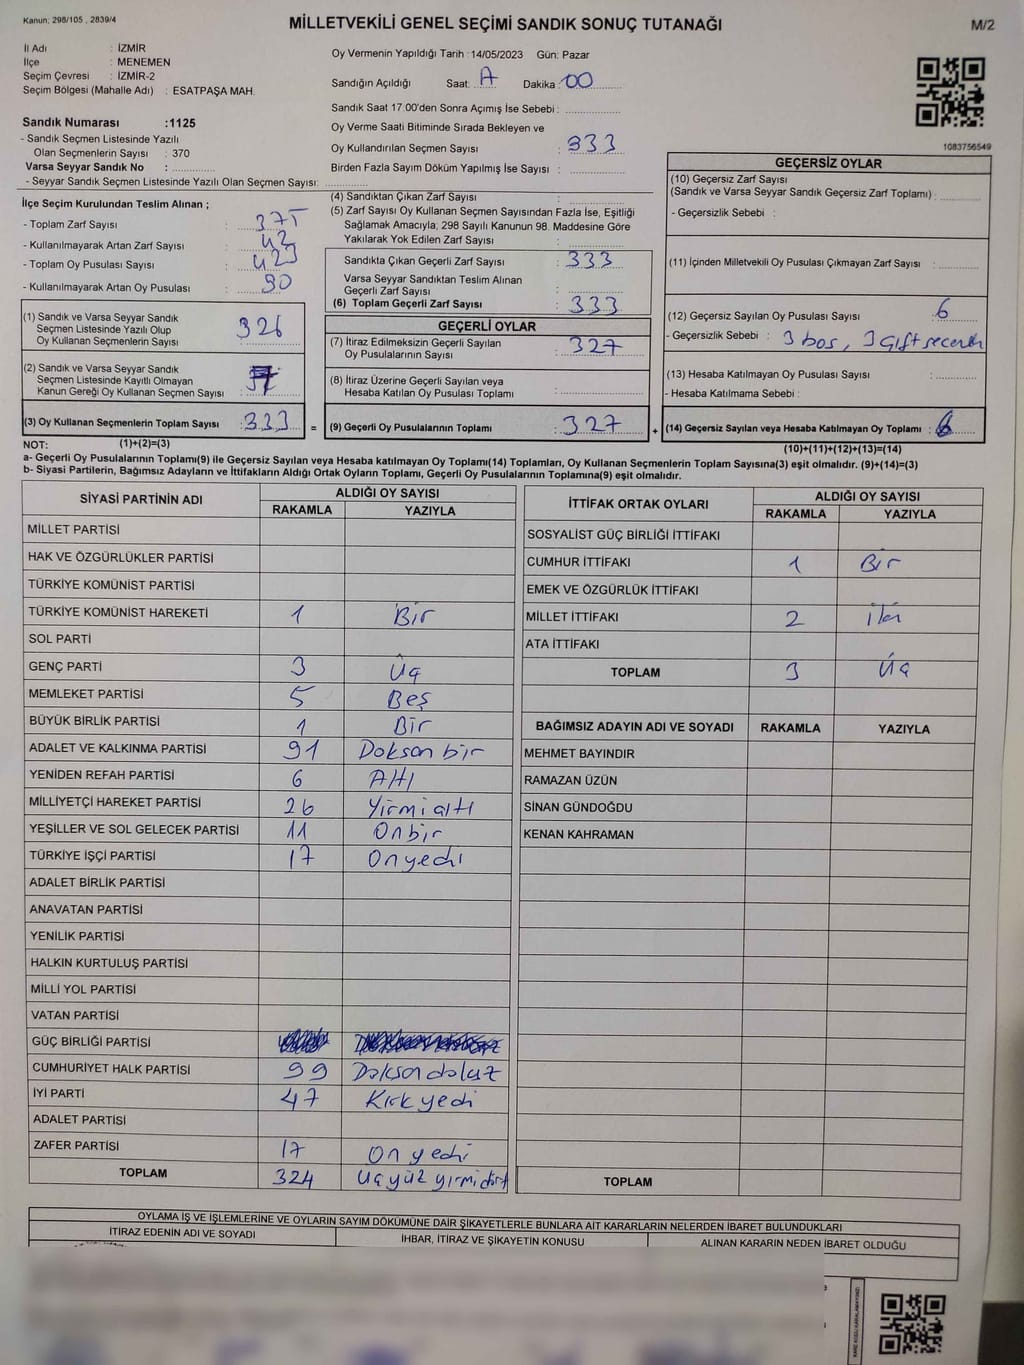 Kanun: 298/105 , 2839/4
MİLLETVEKİLİ GENEL SEÇİMİ SANDIK SONUÇ TUTANAĞI
M/2
İl Adı : İZMİR
İlçe : MENEMEN
Seçim Çevresi : İZMİR-2
Seçim Bölgesi (Mahalle Adı) : ESATPAŞA MAH.
Sandık Numarası :1125
- Sandık Seçmen Listesinde Yazılı
Olan Seçmenlerin Sayısı : 370
Varsa Seyyar Sandık No :
- Seyyar Sandık Seçmen Listesinde Yazılı Olan Seçmen Sayısı:
Oy Vermenin Yapıldığı Tarih : 14/05/2023 Gün: Pazar
Sandığın Açıldığı Saat: Dakika: 00
Sandık Saat 17:00'den Sonra Açımış İse Sebebi :
Oy Verme Saati Bitiminde Sırada Bekleyen ve
Oy Kullandırılan Seçmen Sayısı : 333
Birden Fazla Sayım Döküm Yapılmış İse Sayısı :
1083756549
İlçe Seçim Kurulundan Teslim Alınan ;
- Toplam Zarf Sayısı : 375
- Kullanılmayarak Artan Zarf Sayısı : 42
- Toplam Oy Pusulası Sayısı : 423
- Kullanılmayarak Artan Oy Pusulası : 90
(1) Sandık ve Varsa Seyyar Sandık
Seçmen Listesinde Yazılı Olup
Oy Kullanan Seçmenlerin Sayısı 326
(2) Sandık ve Varsa Seyyar Sandık
Seçmen Listesinde Kayıtlı Olmayan
Kanun Gereği Oy Kullanan Seçmen Sayısı : 7
(3) Oy Kullanan Seçmenlerin Toplam Sayısı : 333 =
(4) Sandıktan Çıkan Zarf Sayısı :
(5) Zarf Sayısı Oy Kullanan Seçmen Sayısından Fazla İse, Eşitliği
Sağlamak Amacıyla; 298 Sayılı Kanunun 98. Maddesine Göre
Yakılarak Yok Edilen Zarf Sayısı :
Sandıkta Çıkan Geçerli Zarf Sayısı : 333
Varsa Seyyar Sandıktan Teslim Alınan
Geçerli Zarf Sayısı :
(6) Toplam Geçerli Zarf Sayısı : 333
GEÇERLİ OYLAR
(7) İtiraz Edilmeksizin Geçerli Sayılan
Oy Pusulalarının Sayısı : 327
(8) İtiraz Üzerine Geçerli Sayılan veya
Hesaba Katılan Oy Pusulası Toplamı :
(9) Geçerli Oy Pusulalarının Toplamı : 327 +
GEÇERSİZ OYLAR
(10) Geçersiz Zarf Sayısı
(Sandık ve Varsa Seyyar Sandık Geçersiz Zarf Toplamı) :
- Geçersizlik Sebebi :
(11) İçinden Milletvekili Oy Pusulası Çıkmayan Zarf Sayısı :
(12) Geçersiz Sayılan Oy Pusulası Sayısı : 6
- Geçersizlik Sebebi : 3 boş, 3 çift
(13) Hesaba Katılmayan Oy Pusulası Sayısı :
- Hesaba Katılmama Sebebi :
(14) Geçersiz Sayılan veya Hesaba Katılmayan Oy Toplamı : 6
NOT: (1)+(2)=(3) (10)+(11)+(12)+(13)=(14)
a- Geçerli Oy Pusulalarının Toplamı(9) ile Geçersiz Sayılan veya Hesaba katılmayan Oy Toplamı(14) Toplamları, Oy Kullanan Seçmenlerin Toplam Sayısına(3) eşit olmalıdır. (9)+(14)=(3)
b- Siyasi Partilerin, Bağımsız Adayların ve İttifakların Aldığı Ortak Oyların Toplamı, Geçerli Oy Pusulalarının Toplamına(9) eşit olmalıdır.
SİYASİ PARTİNİN ADI ALDIĞI OY SAYISI
RAKAMLA YAZIYLA
MİLLET PARTİSİ
HAK VE ÖZGÜRLÜKLER PARTİSİ
TÜRKİYE KOMÜNİST PARTİSİ
TÜRKİYE KOMÜNİST HAREKETİ 1 Bir
SOL PARTİ
GENÇ PARTİ 3 Üç
MEMLEKET PARTİSİ 5 Beş
BÜYÜK BİRLİK PARTİSİ 1 Bir
ADALET VE KALKINMA PARTİSİ 91 Doksan bir
YENİDEN REFAH PARTİSİ 6 Altı
MİLLİYETÇİ HAREKET PARTİSİ 26 Yirmi altı
YEŞİLLER VE SOL GELECEK PARTİSİ 11 Onbir
TÜRKİYE İŞÇİ PARTİSİ 17 Onyedi
ADALET BİRLİK PARTİSİ
ANAVATAN PARTİSİ
YENİLİK PARTİSİ
HALKIN KURTULUŞ PARTİSİ
MİLLİ YOL PARTİSİ
VATAN PARTİSİ
GÜÇ BİRLİĞİ PARTİSİ
CUMHURİYET HALK PARTİSİ 99 Doksan dokuz
İYİ PARTİ 47 Kırk yedi
ADALET PARTİSİ
ZAFER PARTİSİ 17 On yedi
TOPLAM 324 Üçyüz yirmi dört
İTTİFAK ORTAK OYLARI ALDIĞI OY SAYISI
RAKAMLA YAZIYLA
SOSYALİST GÜÇ BİRLİĞİ İTTİFAKI
CUMHUR İTTİFAKI 1 Bir
EMEK VE ÖZGÜRLÜK İTTİFAKI
MİLLET İTTİFAKI 2 iki
ATA İTTİFAKI
TOPLAM 3 Üç
BAĞIMSIZ ADAYIN ADI VE SOYADI RAKAMLA YAZIYLA
MEHMET BAYINDIR
RAMAZAN ÜZÜN
SİNAN GÜNDOĞDU
KENAN KAHRAMAN
TOPLAM
OYLAMA İŞ VE İŞLEMLERİNE VE OYLARIN SAYIM DÖKÜMÜNE DAİR ŞİKAYETLERLE BUNLARA AİT KARARLARIN NELERDEN İBARET BULUNDUKLARI
İTİRAZ EDENİN ADI VE SOYADI İHBAR, İTİRAZ VE ŞİKAYETİN KONUSU ALINAN KARARIN NEDEN İBARET OLDUĞU